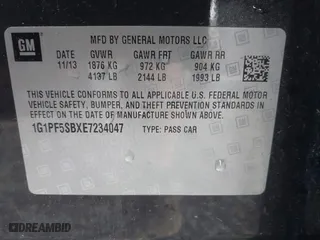 GM
MFD BY GENERAL MOTORS LLC
DATE GVWR GAWR FRT GAWR RR
11/13 1876 KG 972 KG 904 KG
4137 LB 2144 LB 1993 LB
THIS VEHICLE CONFORMS TO ALL APPLICABLE U.S. FEDERAL MOTOR
VEHICLE SAFETY, BUMPER, AND THEFT PREVENTION STANDARDS IN
EFFECT ON THE DATE OF MANUFACTURE SHOWN ABOVE.
1G1PF5SBXE7234047 TYPE: PASS CAR
DREAMBID